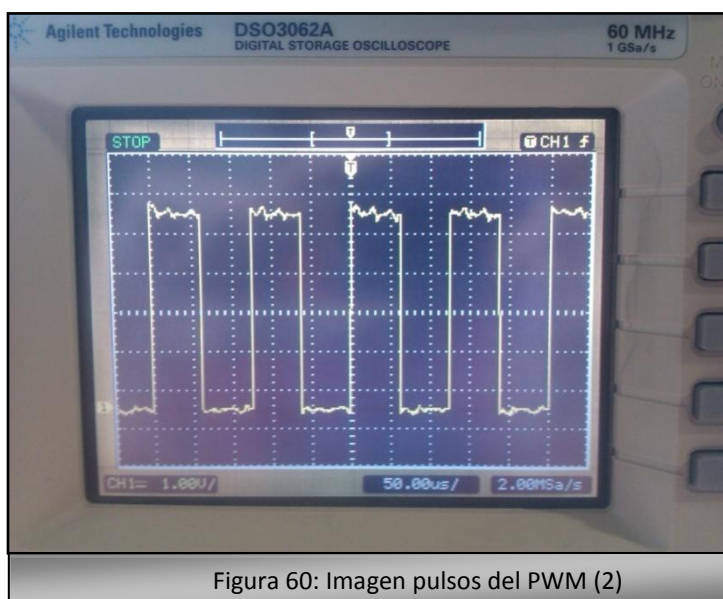 Agilent Technologies DSO3062A 60 MHz
DIGITAL STORAGE OSCILLOSCOPE 1 GSa/s
STOP T CH1
T
1
CH1= 1.00V/ 50.00us/ 2.00MSa/s
Figura 60: Imagen pulsos del PWM (2)